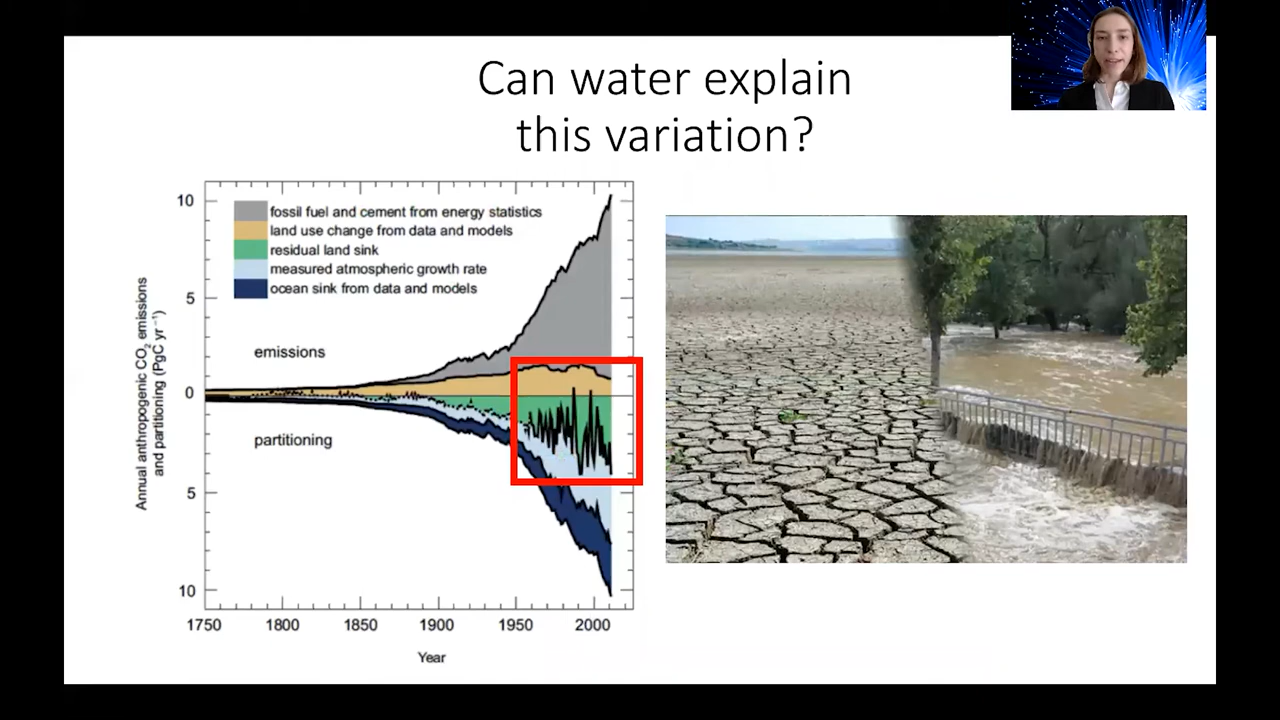 Can water explain
this variation?
10
5
0
5
10
fossil fuel and cement from energy statistics
land use change from data and models
residual land sink
measured atmospheric growth rate
ocean sink from data and models
emissions
partitioning
Annual anthropogenic CO2 emissions
and partitioning (PgC yr⁻¹)
1750 1800 1850 1900 1950 2000
Year